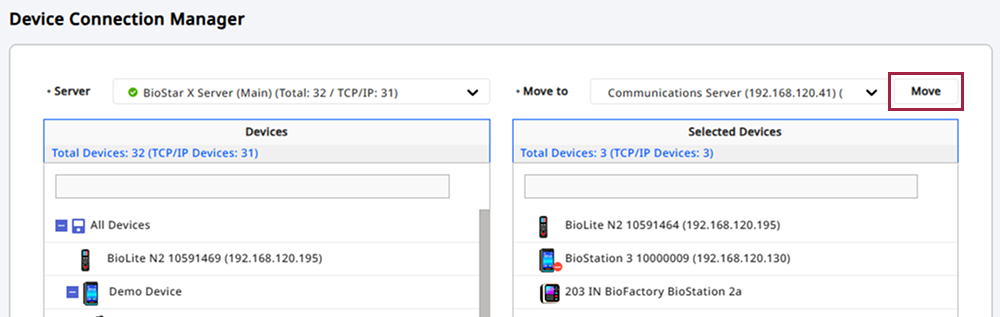 Device Connection Manager
• Server
BioStar X Server (Main) (Total: 32 / TCP/IP: 31)
• Move to
Communications Server (192.168.120.41) (
Move
Devices
Total Devices: 32 (TCP/IP Devices: 31)
Selected Devices
Total Devices: 3 (TCP/IP Devices: 3)
All Devices
BioLite N2 10591469 (192.168.120.195)
Demo Device
BioLite N2 10591464 (192.168.120.195)
BioStation 3 10000009 (192.168.120.130)
203 IN BioFactory BioStation 2a